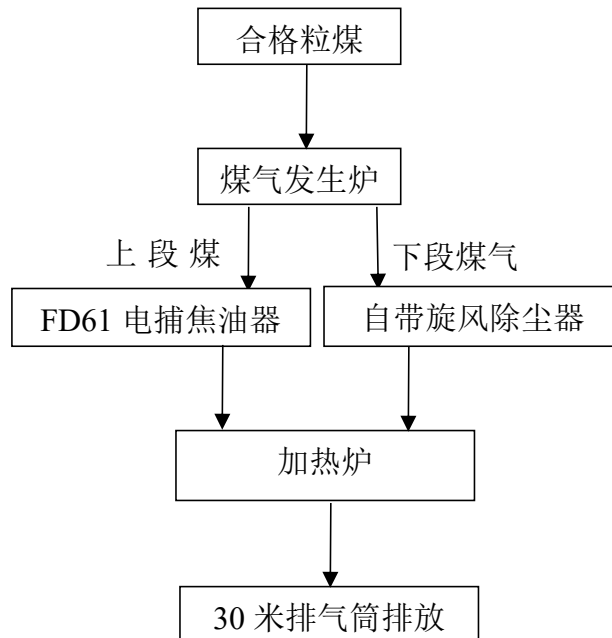 合格粒煤
煤气发生炉
上 段 煤
下段煤气
FD61 电捕焦油器
自带旋风除尘器
加热炉
30 米排气筒排放